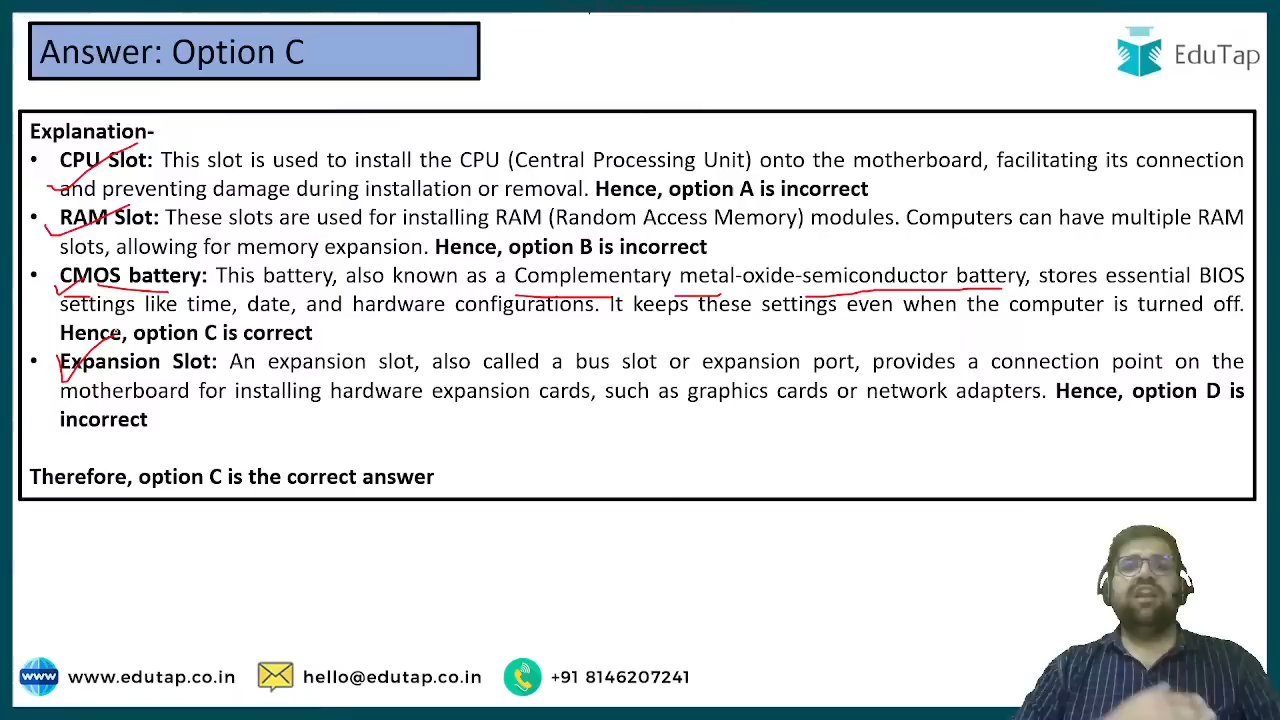 Answer: Option C
EduTap
Explanation-
• CPU Slot: This slot is used to install the CPU (Central Processing Unit) onto the motherboard, facilitating its connection
and preventing damage during installation or removal. Hence, option A is incorrect
• RAM Slot: These slots are used for installing RAM (Random Access Memory) modules. Computers can have multiple RAM
slots, allowing for memory expansion. Hence, option B is incorrect
• CMOS battery: This battery, also known as a Complementary metal-oxide-semiconductor battery, stores essential BIOS
settings like time, date, and hardware configurations. It keeps these settings even when the computer is turned off.
Hence, option C is correct
• Expansion Slot: An expansion slot, also called a bus slot or expansion port, provides a connection point on the
motherboard for installing hardware expansion cards, such as graphics cards or network adapters. Hence, option D is
incorrect
Therefore, option C is the correct answer
www www.edutap.co.in hello@edutap.co.in +91 8146207241